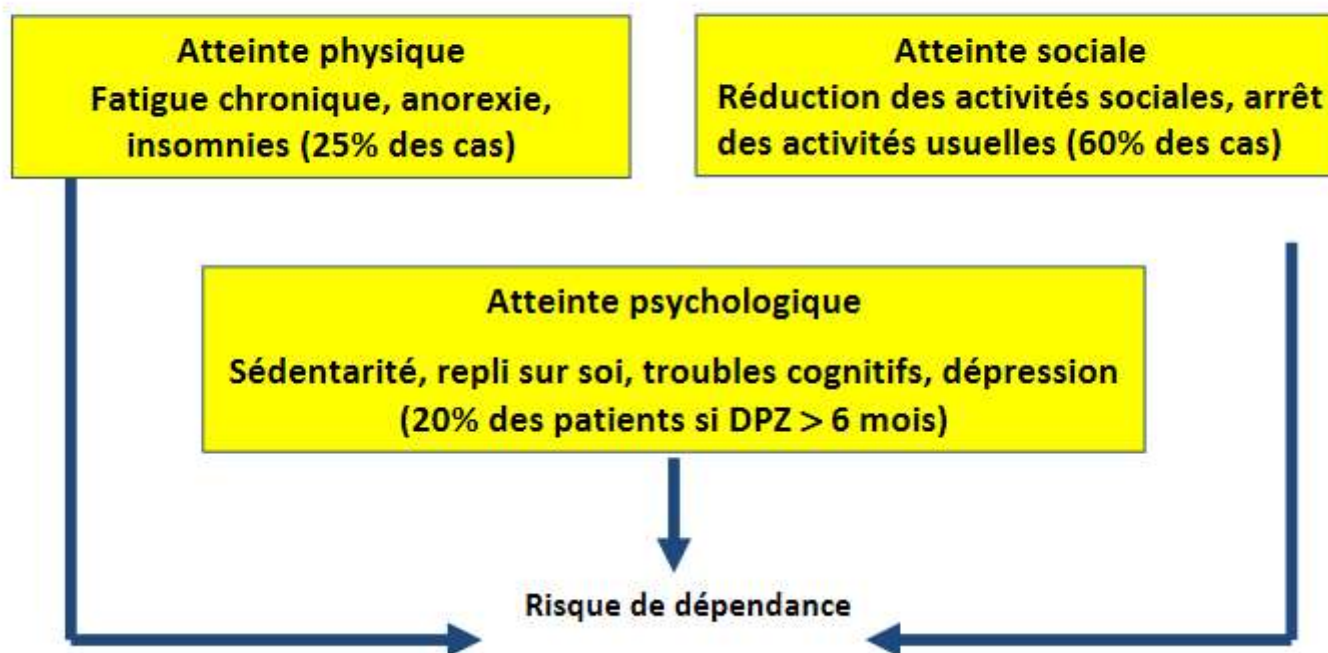 Atteinte physique
Fatigue chronique, anorexie,
insomnies (25% des cas)
Atteinte sociale
Réduction des activités sociales, arrêt
des activités usuelles (60% des cas)
Atteinte psychologique
Sédentarité, repli sur soi, troubles cognitifs, dépression
(20% des patients si DPZ > 6 mois)
Risque de dépendance